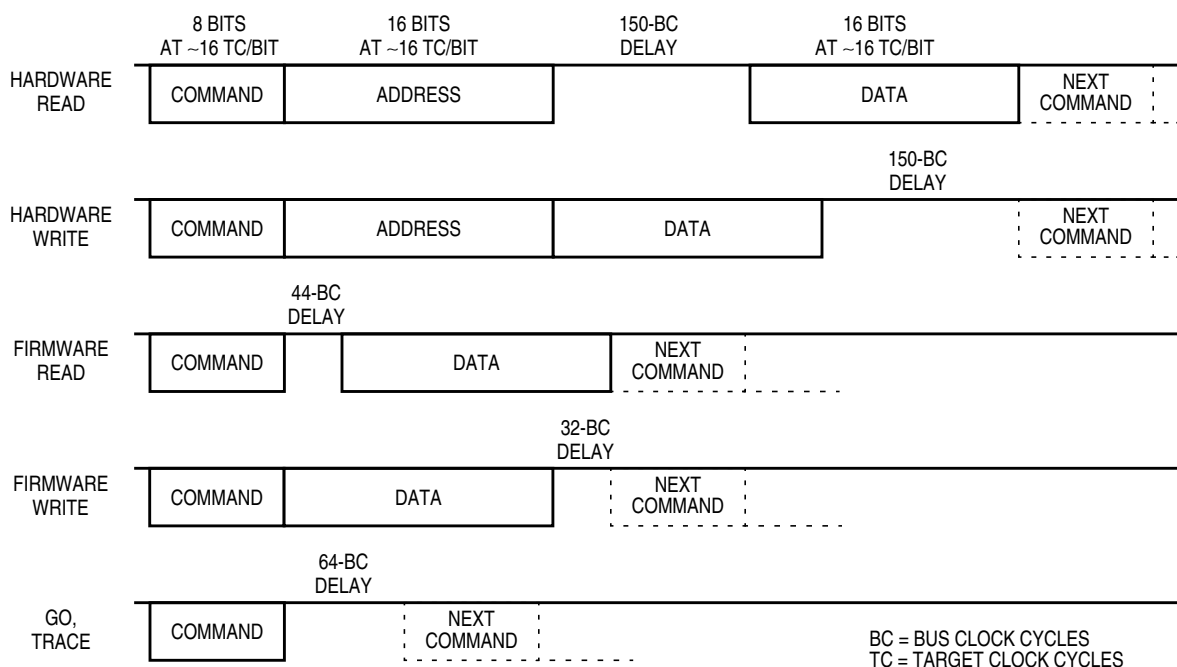 8 BITS
AT ~16 TC/BIT
16 BITS
AT ~16 TC/BIT
150-BC
DELAY
16 BITS
AT ~16 TC/BIT
HARDWARE
READ
COMMAND
ADDRESS
DATA
NEXT
COMMAND
150-BC
DELAY
HARDWARE
WRITE
COMMAND
ADDRESS
DATA
NEXT
COMMAND
44-BC
DELAY
FIRMWARE
READ
COMMAND
DATA
NEXT
COMMAND
32-BC
DELAY
FIRMWARE
WRITE
COMMAND
DATA
NEXT
COMMAND
64-BC
DELAY
GO,
TRACE
COMMAND
NEXT
COMMAND
BC = BUS CLOCK CYCLES
TC = TARGET CLOCK CYCLES